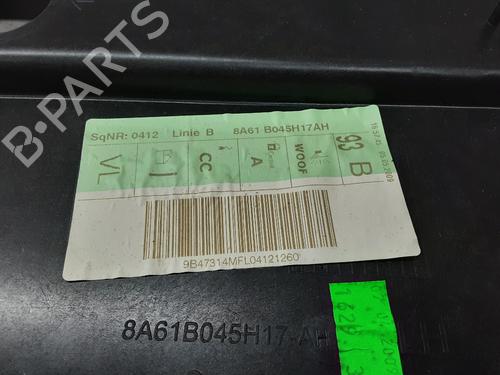 SqNR: 0412 Linie B 8A61 B045H17AH
VL
CC
A
WOOF
93
B
9B47314MFL04121260
8A61B045H17-AH
B-PARTS